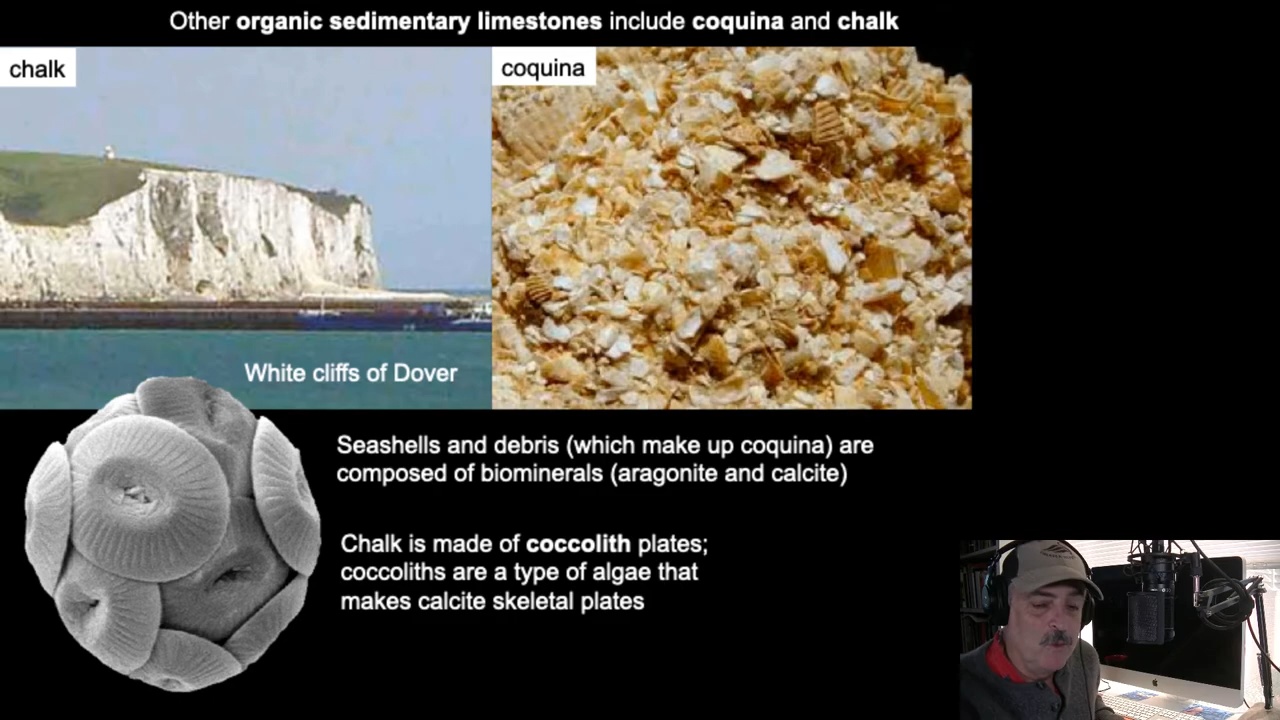 Other organic sedimentary limestones include coquina and chalk
chalk
coquina
White cliffs of Dover
Seashells and debris (which make up coquina) are
composed of biominerals (aragonite and calcite)
Chalk is made of coccolith plates;
coccoliths are a type of algae that
makes calcite skeletal plates